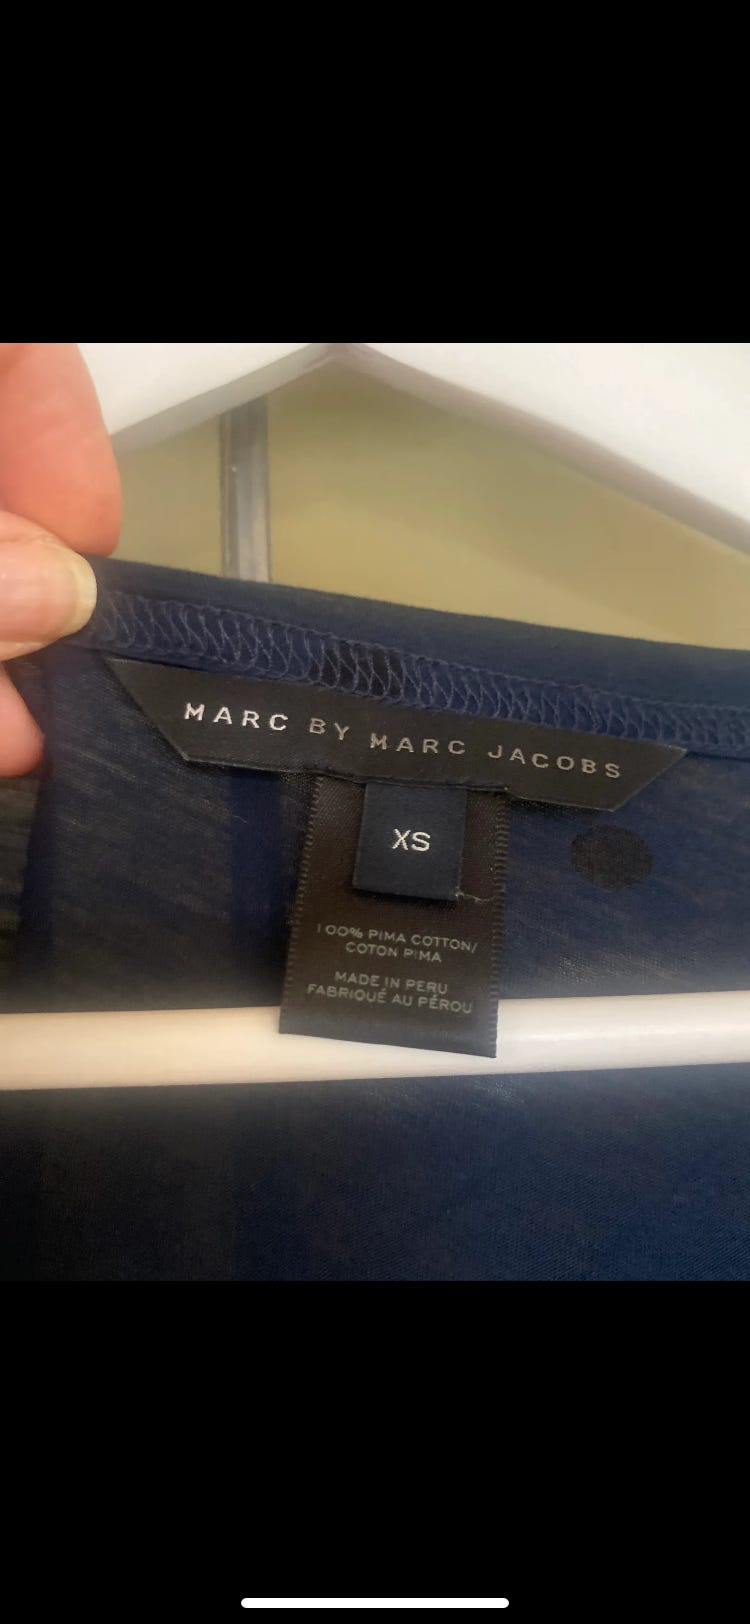 MARC BY MARC JACOBS
XS
100% PIMA COTTON/
COTON PIMA
MADE IN PERU
FABRIQUÉ AU PÉROU